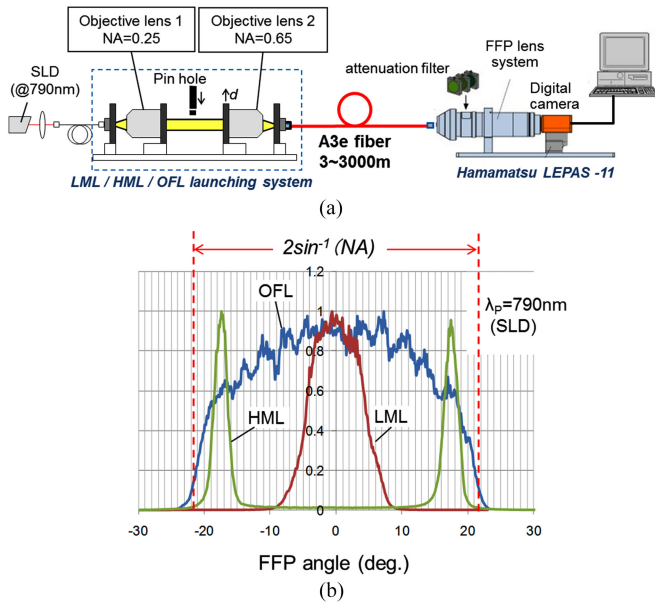 Objective lens 1
NA=0.25
Objective lens 2
NA=0.65
SLD
(@790nm)
Pin hole
d
attenuation filter
FFP lens
system
Digital
camera
A3e fiber
3~3000m
LML / HML / OFL launching system
Hamamatsu LEPAS -11
(a)
2sin⁻¹ (NA)
1.2
1
0.8
0.6
0.4
0.2
0
OFL
HML
LML
λP=790nm
(SLD)
-30 -20 -10 0 10 20 30
FFP angle (deg.)
(b)